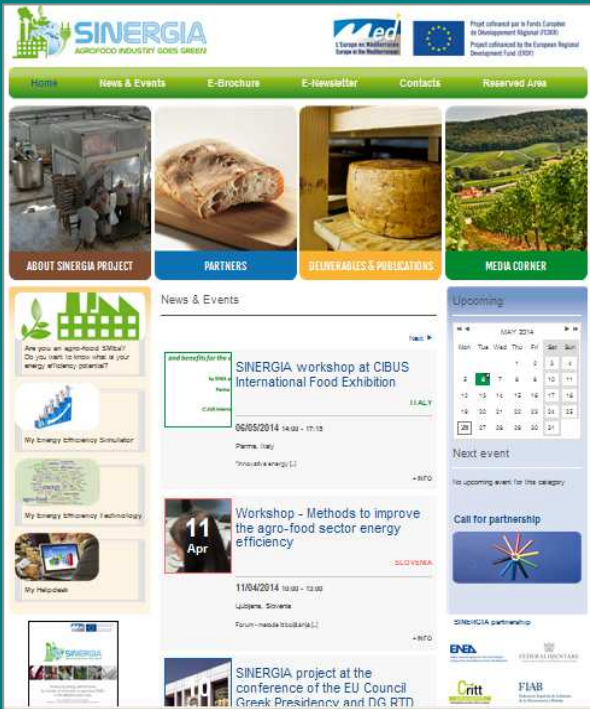 SINERGIA
AGROFOOD INDUSTRY GOES GREEN
Med
L'Europe en Méditerranée
Europe in the Mediterranean
Projet cofinancé par le Fonds Européen
de Développement Régional (FEDER)
Project cofinanced by the European Regional
Development Fund (ERDF)
Home
News & Events
E-Brochure
E-Newsletter
Contacts
Reserved Area
ABOUT SINERGIA PROJECT
PARTNERS
DELIVERABLES & PUBLICATIONS
MEDIA CORNER
Are you an agro-food SMEs?
Do you want to know what is your
energy efficiency potential?
My Energy Efficiency Simulator
My Energy Efficiency Technology
My Helpdesk
SINERGIA
News & Events
Next
and benefits for the a
SINERGIA workshop at CIBUS
International Food Exhibition
ITALY
06/05/2014 14:00 - 17:15
Parma, Italy
"Innovative energy [...]
+INFO
11
Apr
Workshop - Methods to improve
the agro-food sector energy
efficiency
SLOVENIA
11/04/2014 10:00 - 13:00
Ljubljana, Slovenia
Forum - metode izboljšanja [...]
+INFO
SINERGIA project at the
conference of the EU Council
Greek Presidency and DG RTD
Upcoming
MAY 2014
Mon Tue Wed Thu Fri Sat Sun
1 2 3 4
5 6 7 8 9 10 11
12 13 14 15 16 17 18
19 20 21 22 23 24 25
26 27 28 29 30 31
Next event
No upcoming event for this category
Call for partnership
SINERGIA partnership
ENEA
FEDERALIMENTARE
Critt
FIAB